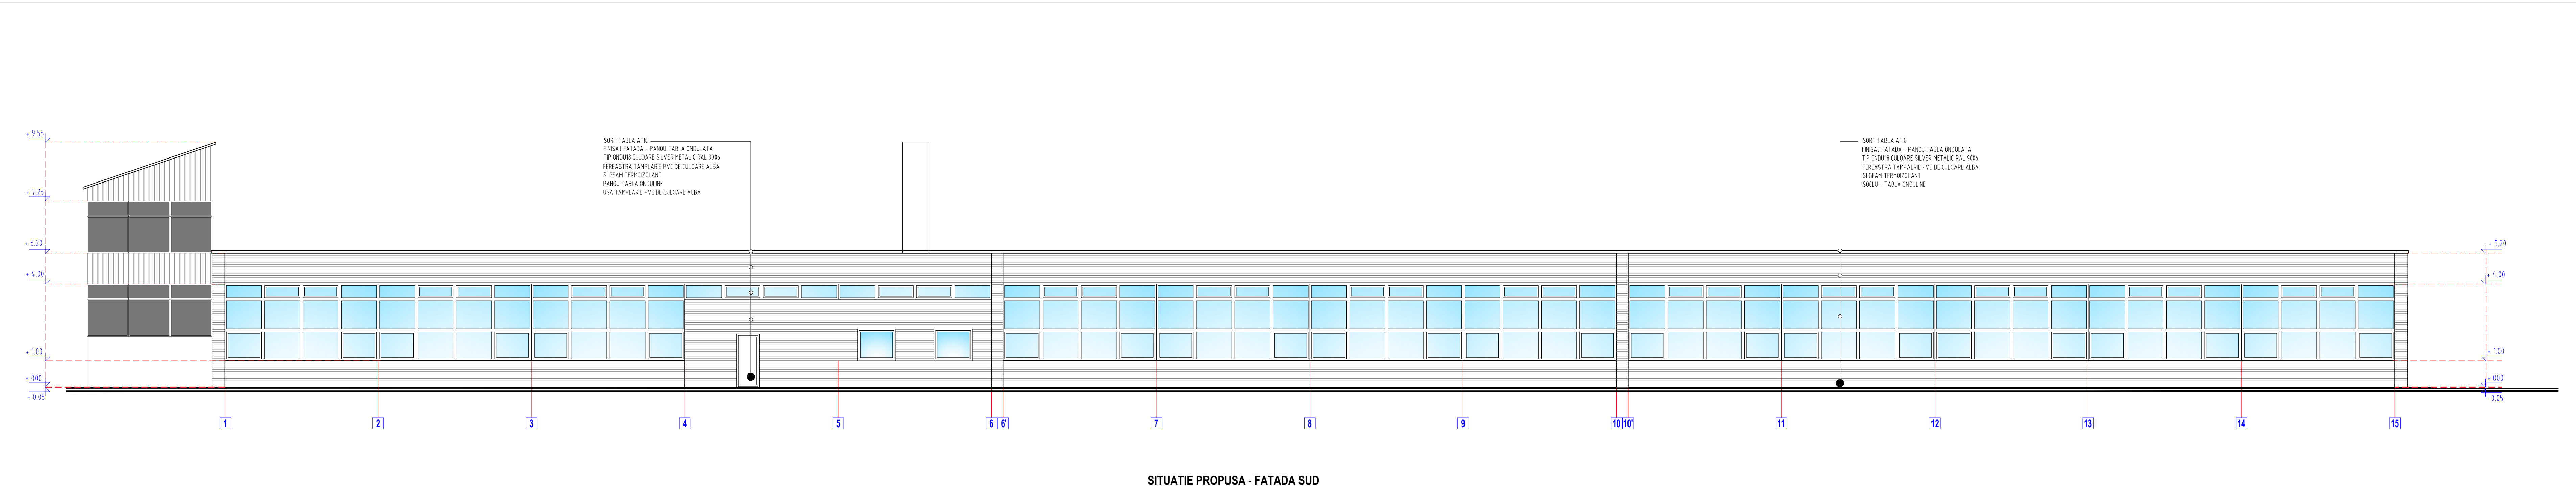 + 9.55
+ 7.25
+ 5.20
+ 4.00
+ 1.00
± 000
- 0.05
SORT TABLA ATIC
FINISAJ FATADA - PANOU TABLA ONDULATA
TIP ONDU18 CULOARE SILVER METALIC RAL 9006
FEREASTRA TAMPLARIE PVC DE CULOARE ALBA
SI GEAM TERMOIZOLANT
PANOU TABLA ONDULINE
USA TAMPLARIE PVC DE CULOARE ALBA
SORT TABLA ATIC
FINISAJ FATADA - PANOU TABLA ONDULATA
TIP ONDU18 CULOARE SILVER METALIC RAL 9006
FEREASTRA TAMPALRIE PVC DE CULOARE ALBA
SI GEAM TERMOIZOLANT
SOCLU - TABLA ONDULINE
+ 5.20
+ 4.00
+ 1.00
± 000
- 0.05
1 2 3 4 5 6 6' 7 8 9 10 10' 11 12 13 14 15
SITUATIE PROPUSA - FATADA SUD